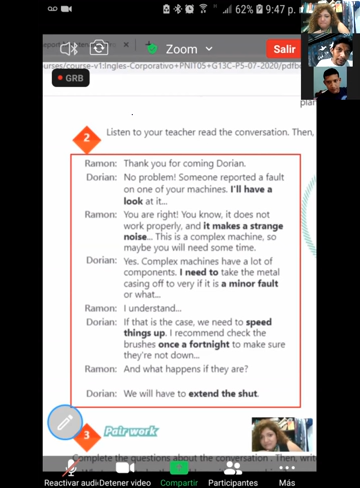 62% 9:47 p.m.
Zoom
Salir
urses/course-v1:Ingles-Corporativo+PNIT05+G13C-P5-07-2020/pdfbo
GRB
plan
2 Listen to your teacher read the conversation. Then,
Ramon: Thank you for coming Dorian.
Dorian: No problem! Someone reported a fault
on one of your machines. I'll have a
look at it...
Ramon: You are right! You know, it does not
work properly, and it makes a strange
noise... This is a complex machine, so
maybe you will need some time.
Dorian: Yes. Complex machines have a lot of
components. I need to take the metal
casing off to very if it is a minor fault
or what...
Ramon: I understand...
Dorian: If that is the case, we need to speed
things up. I recommend check the
brushes once a fortnight to make sure
they're not down...
Ramon: And what happens if they are?
Dorian: We will have to extend the shut.
3 Pair work
Complete the questions about the conversation. Then, write
Reactivar audi Detener video Compartir Participantes Más